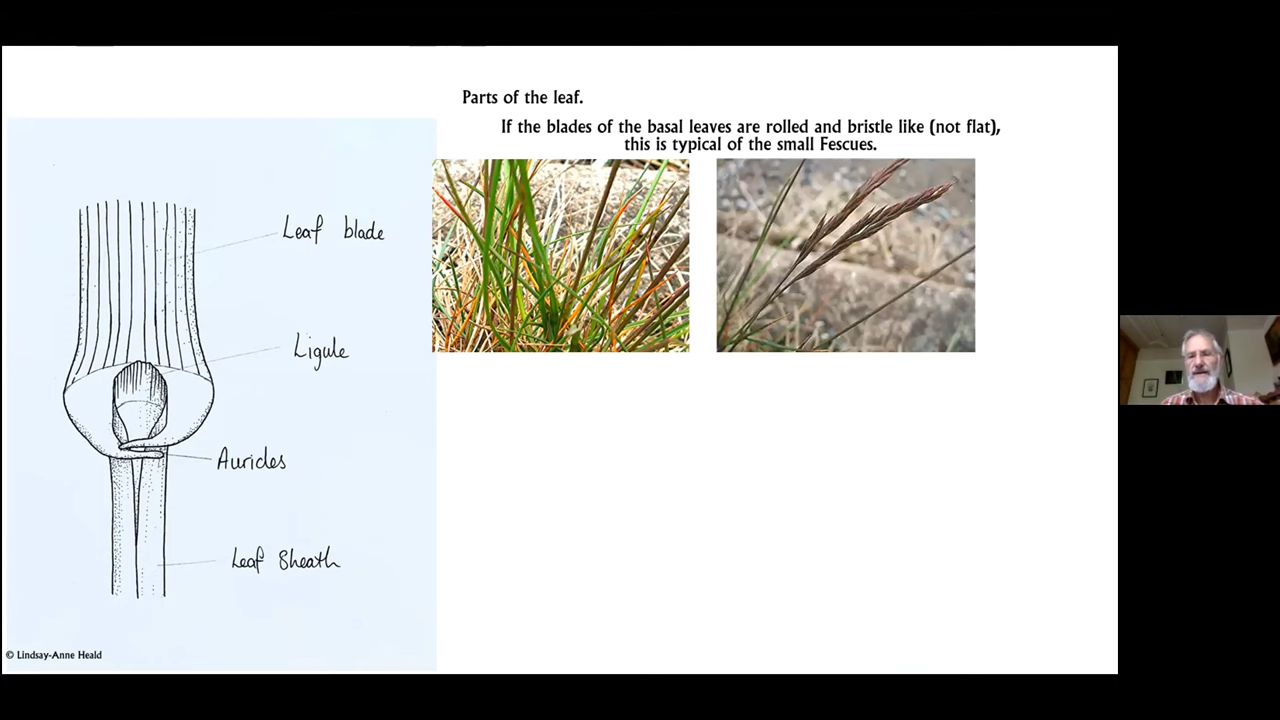 Parts of the leaf.
If the blades of the basal leaves are rolled and bristle like (not flat),
this is typical of the small Fescues.
Leaf blade
Ligule
Auricles
Leaf Sheath
© Lindsay-Anne Heald